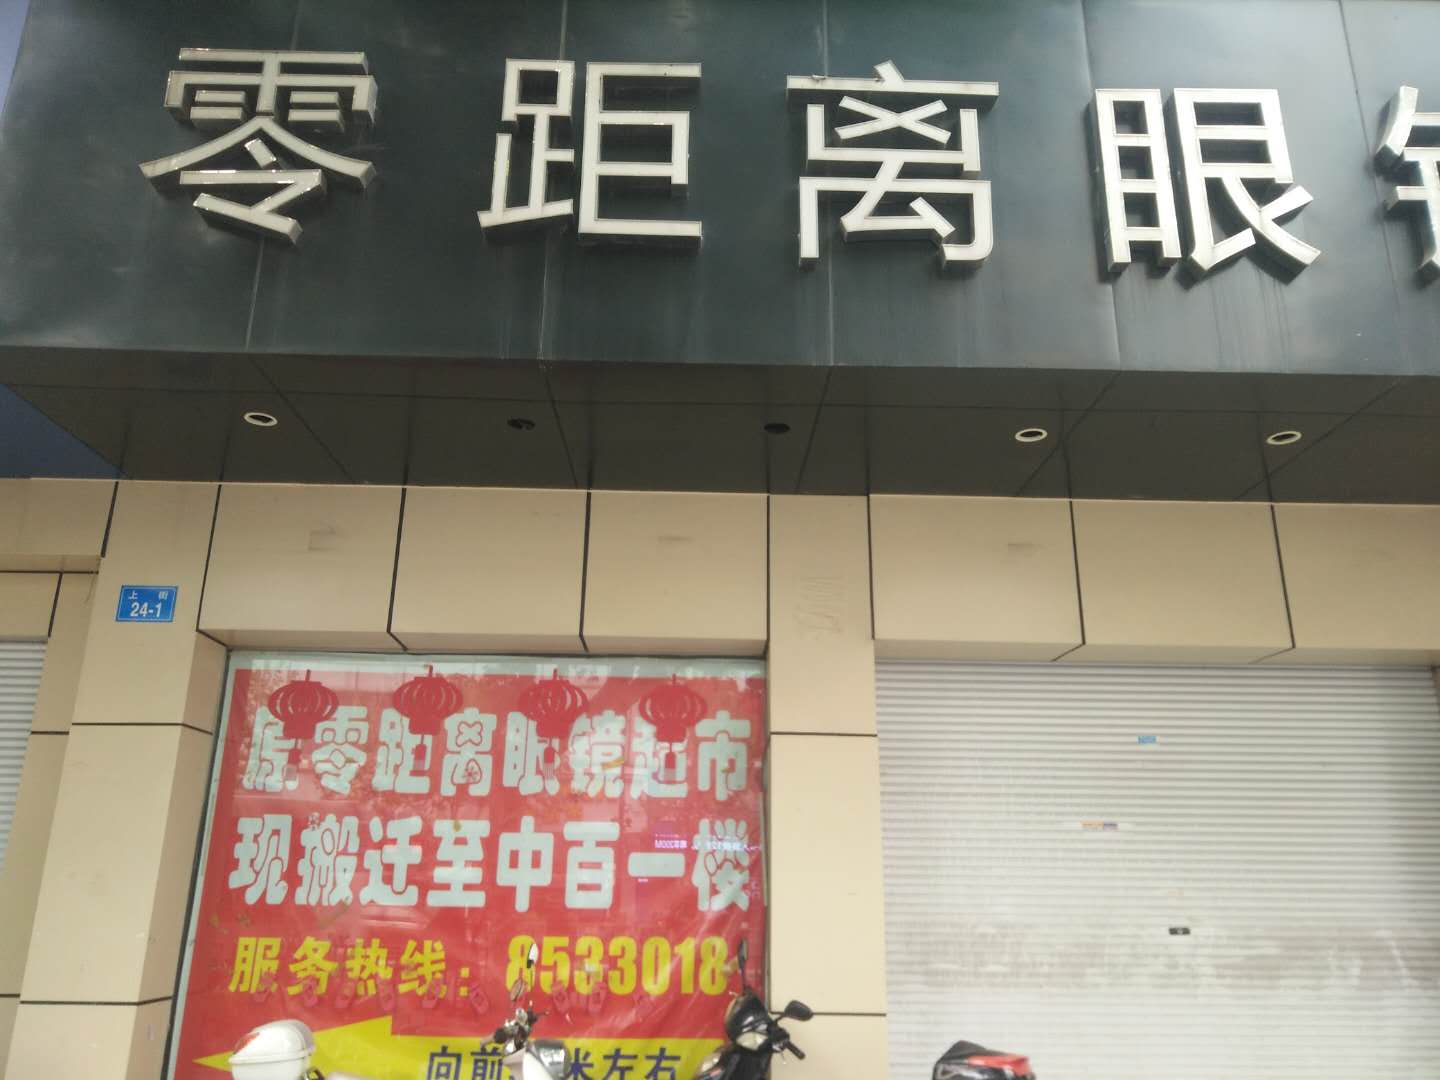 零距离眼镜
上街
24-1
原零距离眼镜超市
现搬迁至中百一楼
服务热线：8533018
向前 米左右